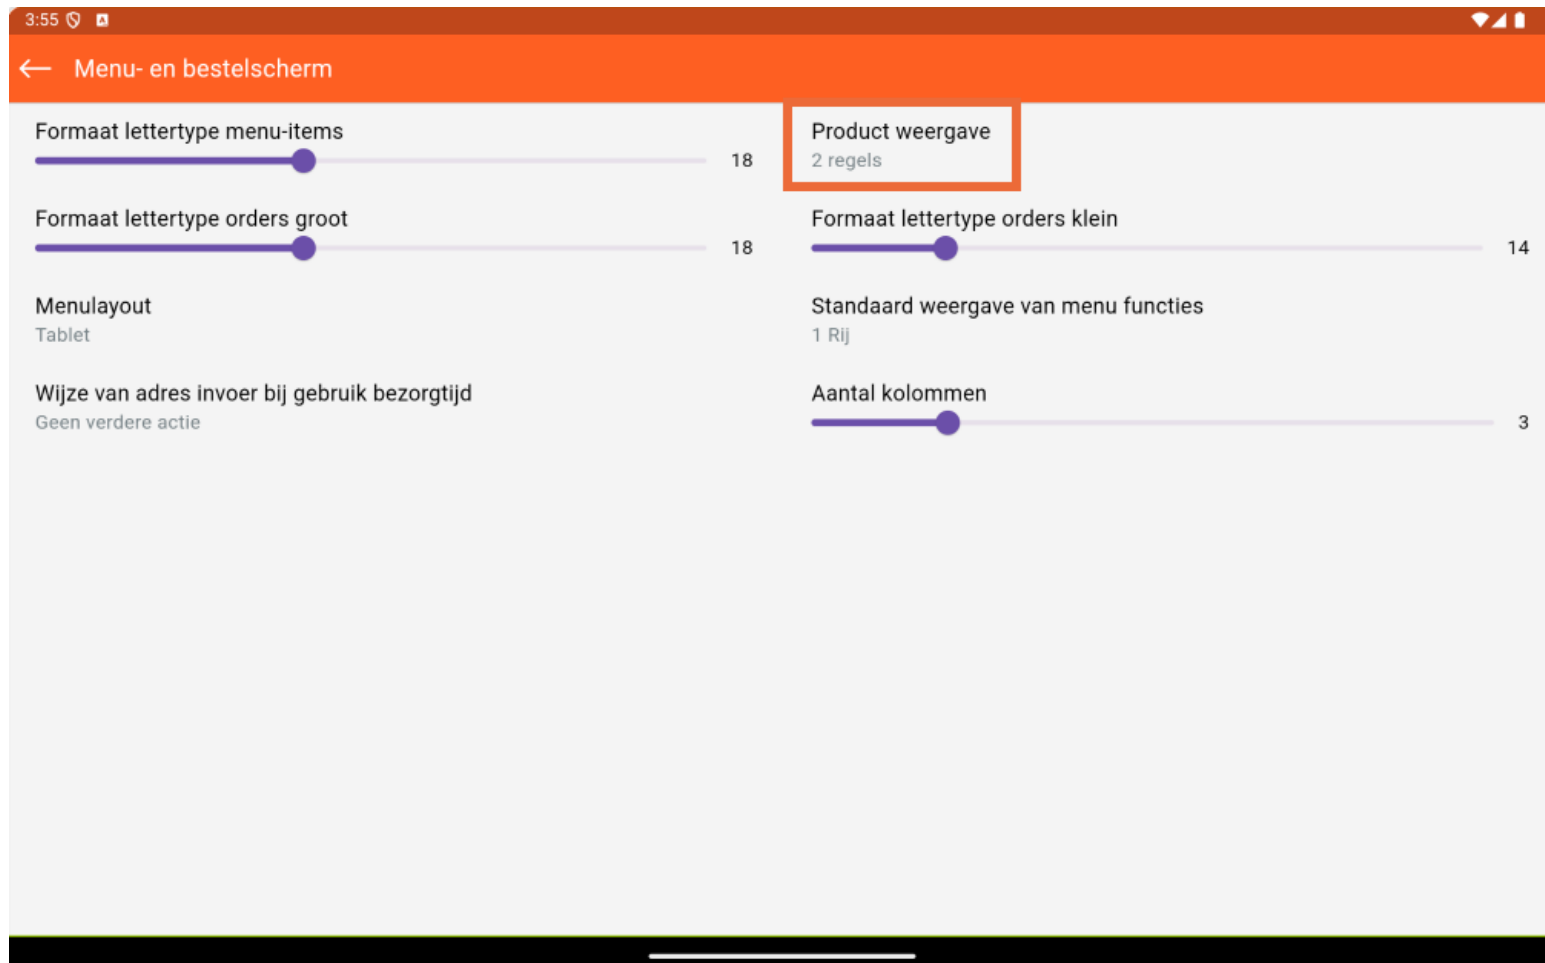 3:55
Menu- en bestelscherm
Formaat lettertype menu-items
18
Product weergave
2 regels
Formaat lettertype orders groot
18
Formaat lettertype orders klein
14
Menulayout
Tablet
Standaard weergave van menu functies
1 Rij
Wijze van adres invoer bij gebruik bezorgtijd
Geen verdere actie
Aantal kolommen
3